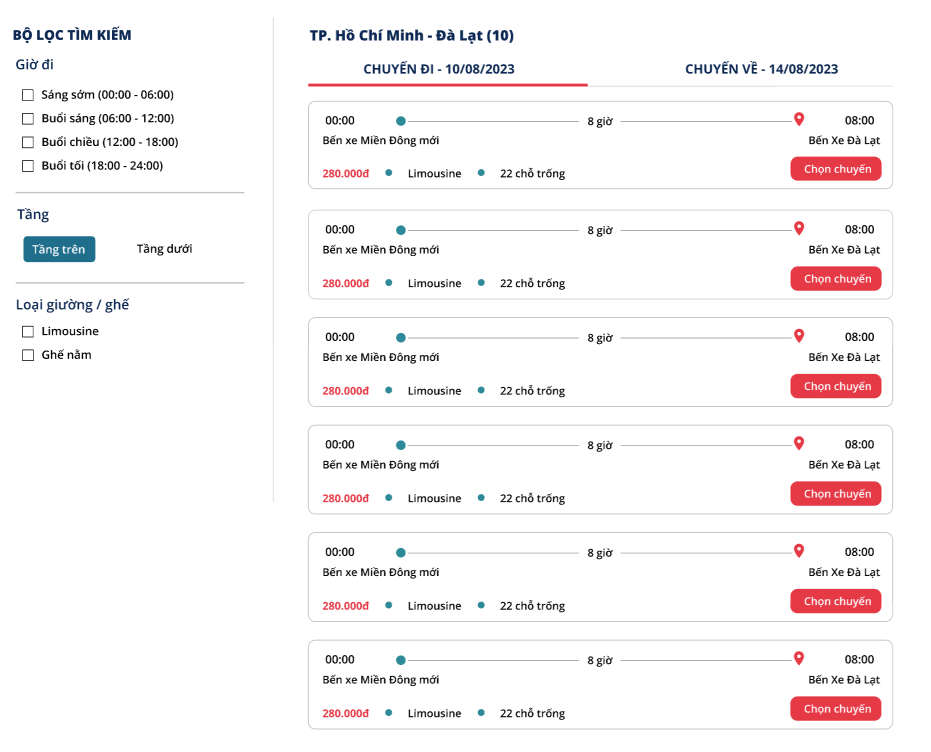 BỘ LỌC TÌM KIẾM
Giờ đi
Sáng sớm (00:00 - 06:00)
Buổi sáng (06:00 - 12:00)
Buổi chiều (12:00 - 18:00)
Buổi tối (18:00 - 24:00)
Tầng
Tầng trên Tầng dưới
Loại giường / ghế
Limousine
Ghế nằm
TP. Hồ Chí Minh - Đà Lạt (10)
CHUYẾN ĐI - 10/08/2023 CHUYẾN VỀ - 14/08/2023
00:00 8 giờ 08:00
Bến xe Miền Đông mới Bến Xe Đà Lạt
280.000đ Limousine 22 chỗ trống Chọn chuyến
00:00 8 giờ 08:00
Bến xe Miền Đông mới Bến Xe Đà Lạt
280.000đ Limousine 22 chỗ trống Chọn chuyến
00:00 8 giờ 08:00
Bến xe Miền Đông mới Bến Xe Đà Lạt
280.000đ Limousine 22 chỗ trống Chọn chuyến
00:00 8 giờ 08:00
Bến xe Miền Đông mới Bến Xe Đà Lạt
280.000đ Limousine 22 chỗ trống Chọn chuyến
00:00 8 giờ 08:00
Bến xe Miền Đông mới Bến Xe Đà Lạt
280.000đ Limousine 22 chỗ trống Chọn chuyến
00:00 8 giờ 08:00
Bến xe Miền Đông mới Bến Xe Đà Lạt
280.000đ Limousine 22 chỗ trống Chọn chuyến